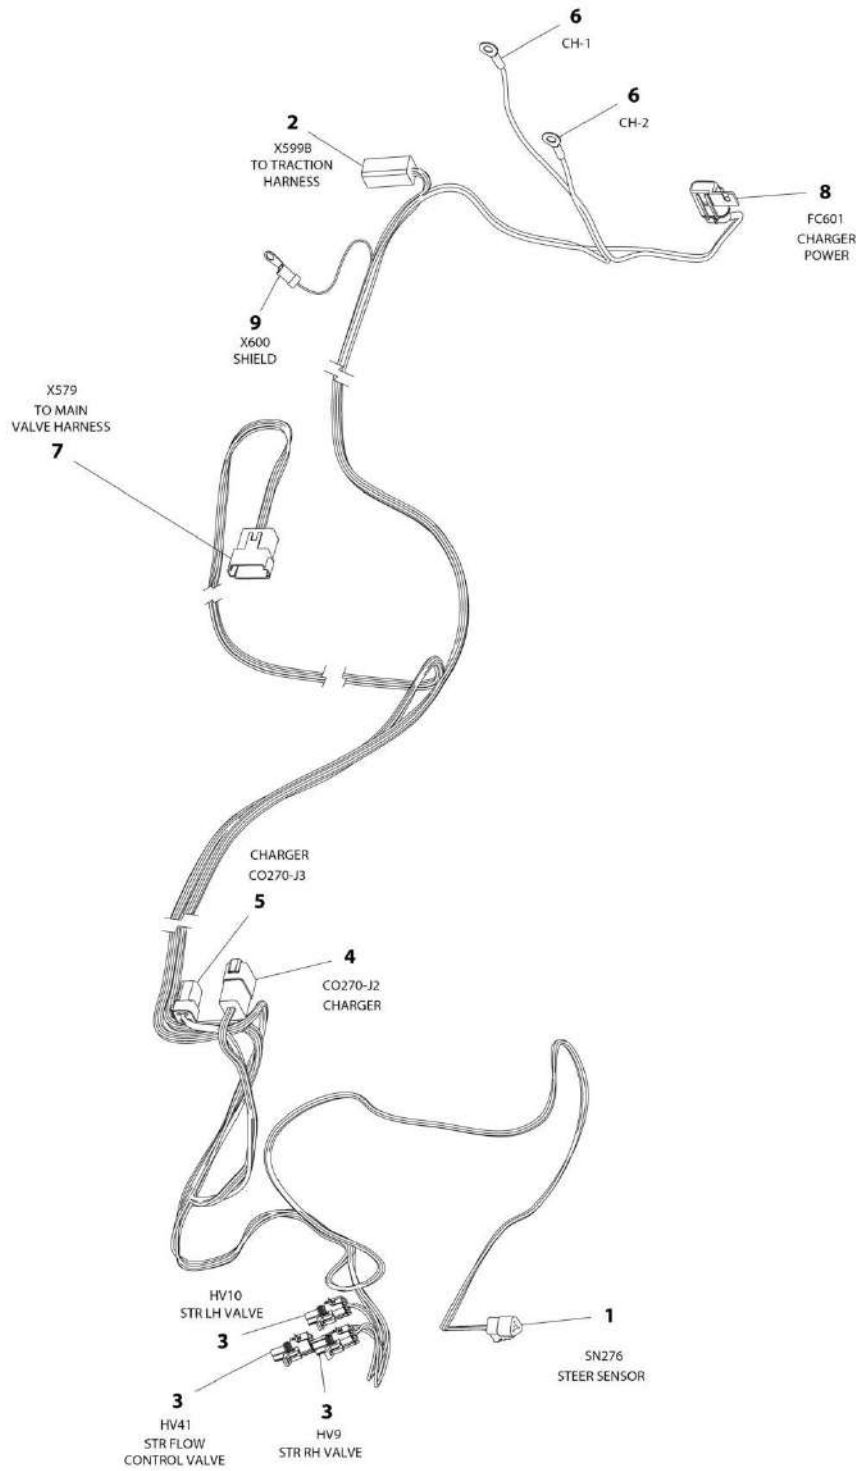 6
CH-1
6
CH-2
2
X599B
TO TRACTION
HARNESS
8
FC601
CHARGER
POWER
9
X600
SHIELD
X579
TO MAIN
VALVE HARNESS
7
CHARGER
CO270-J3
5
4
CO270-J2
CHARGER
HV10
STR LH VALVE
3
1
SN276
STEER SENSOR
3
HV41
STR FLOW
CONTROL VALVE
3
HV9
STR RH VALVE